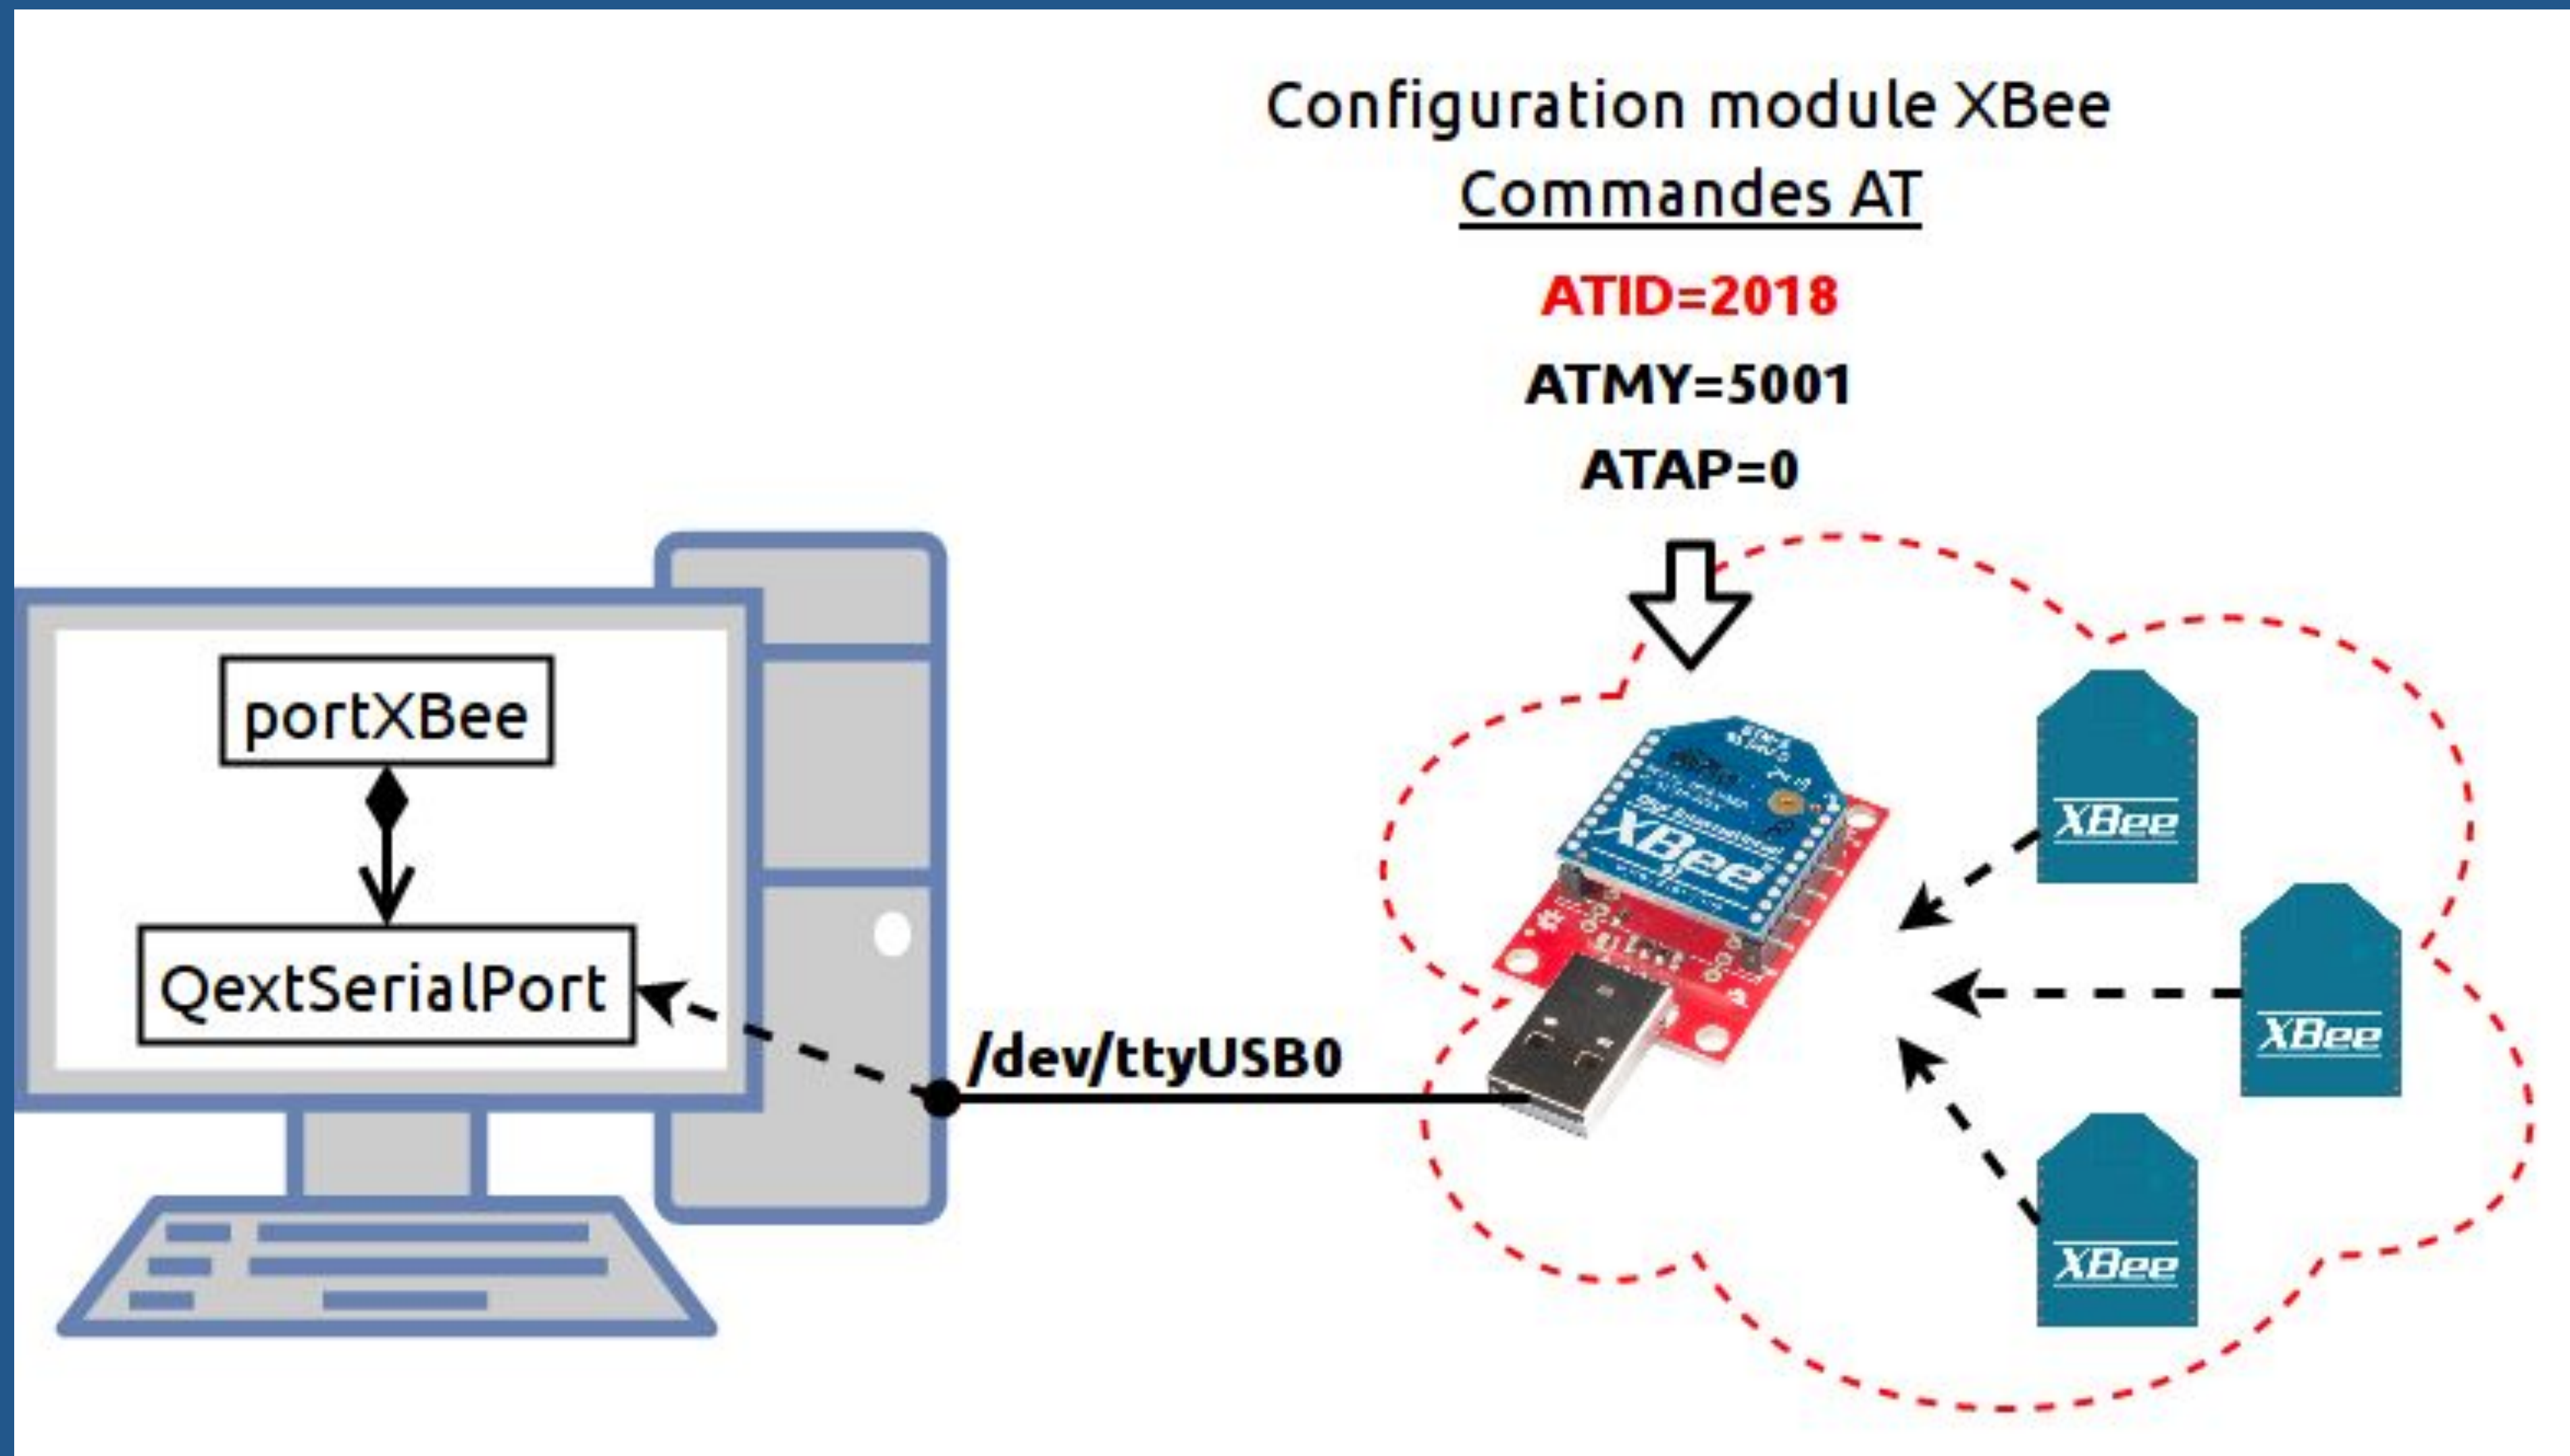 Configuration module XBee
Commandes AT
ATID=2018
ATMY=5001
ATAP=0
portXBee
QextSerialPort
/dev/ttyUSB0
XBee
XBee
XBee
XBee